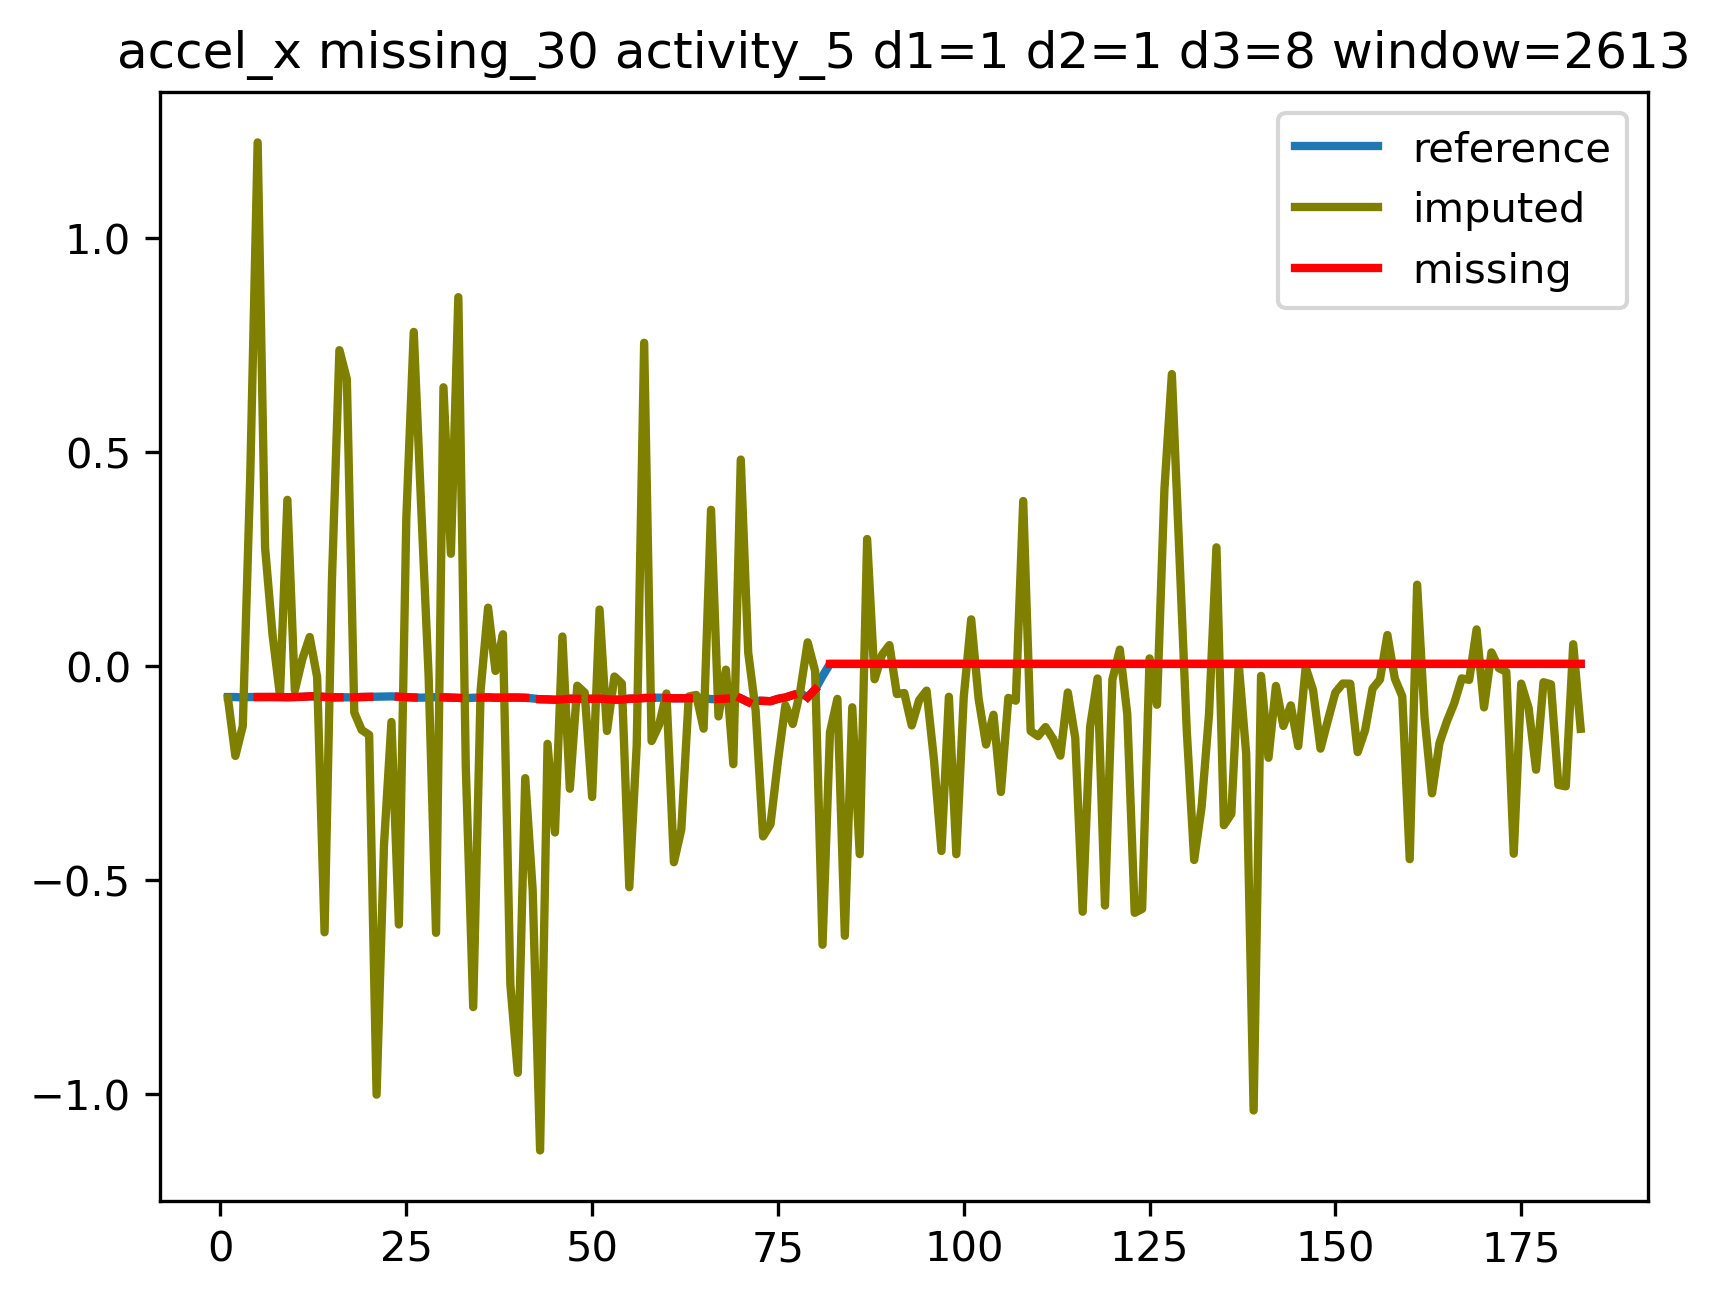 accel_x missing_30 activity_5 d1=1 d2=1 d3=8 window=2613
reference
imputed
missing
1.0
0.5
0.0
−0.5
−1.0
0 25 50 75 100 125 150 175